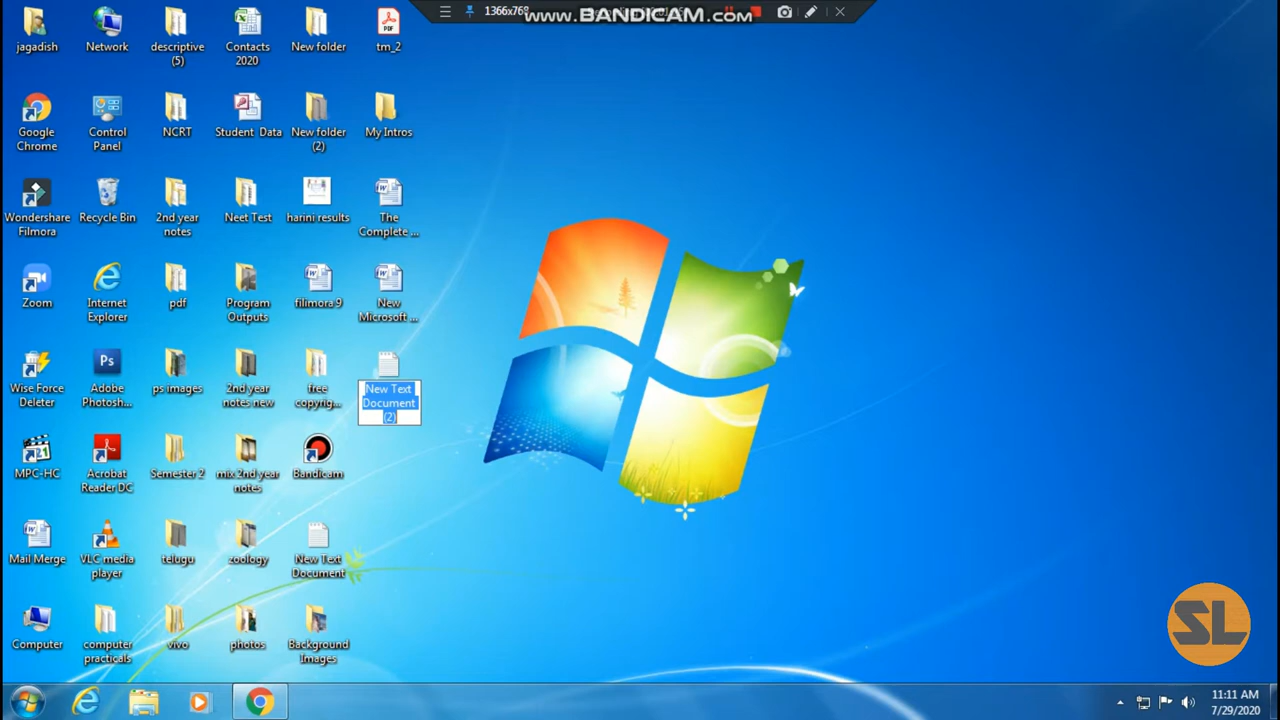 1366x768
www.BANDICAM.com
jagadish
Network
descriptive
(5)
Contacts
2020
New folder
tm_2
Google
Chrome
Control
Panel
NCRT
Student Data
New folder
(2)
My Intros
Wondershare
Filmora
Recycle Bin
2nd year
notes
Neet Test
harini results
The
Complete ...
Zoom
Internet
Explorer
pdf
Program
Outputs
filimora 9
New
Microsoft ...
Wise Force
Deleter
Adobe
Photosh...
ps images
2nd year
notes new
free
copyrig...
New Text
Document
(2)
MPC-HC
Acrobat
Reader DC
Semester 2
mix 2nd year
notes
Bandicam
Mail Merge
VLC media
player
telugu
zoology
New Text
Document
Computer
computer
practicals
vivo
photos
Background
Images
SL
11:11 AM
7/29/2020